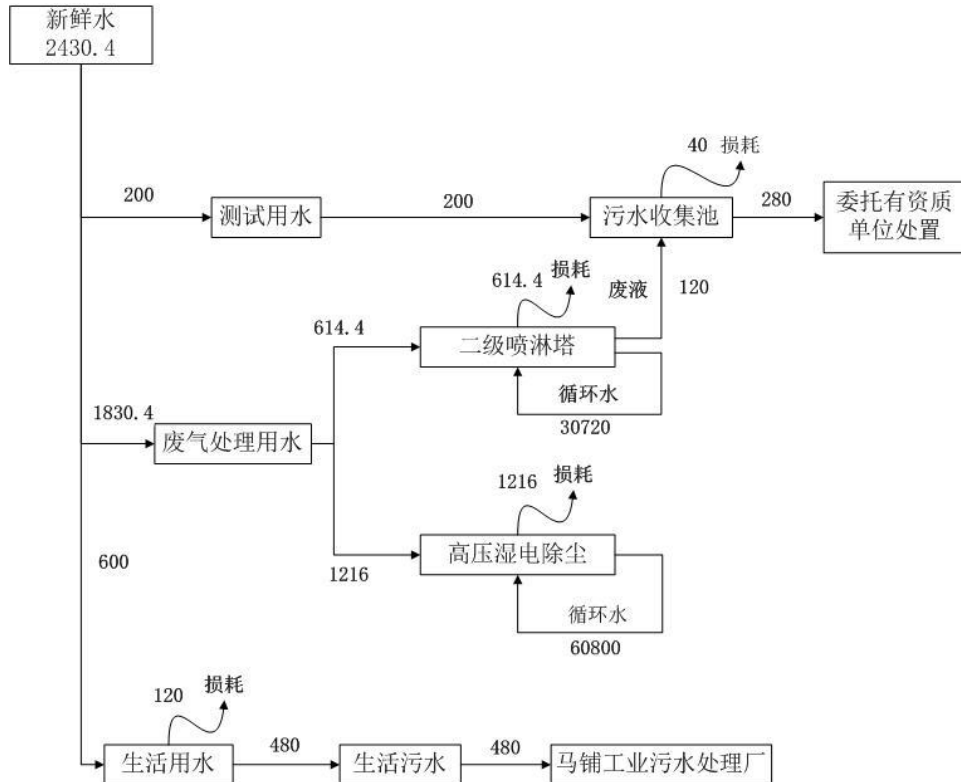 新鲜水
2430.4
40 损耗
200
测试用水
200
污水收集池
280
委托有资质
单位处置
614.4
损耗
废液
120
614.4
二级喷淋塔
循环水
30720
1830.4
废气处理用水
1216
损耗
600
1216
高压湿电除尘
循环水
60800
120
损耗
生活用水
480
生活污水
480
马铺工业污水处理厂